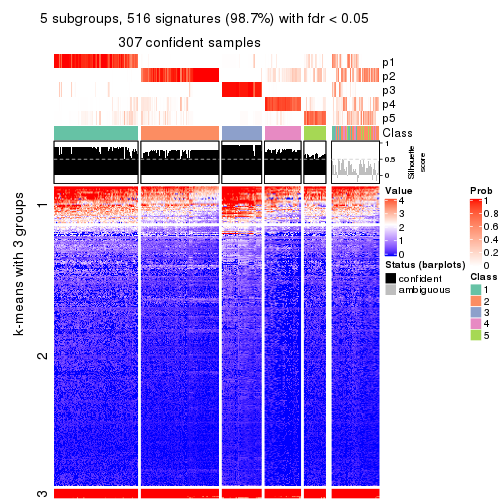 5 subgroups, 516 signatures (98.7%) with fdr < 0.05
307 confident samples
p1
p2
p3
p4
p5
Class
1
0.5
0
Silhouette
score
k-means with 3 groups
1
2
3
Value
4
3
2
1
0
Status (barplots)
confident
ambiguous
Prob
1
0.8
0.6
0.4
0.2
0
Class
1
2
3
4
5